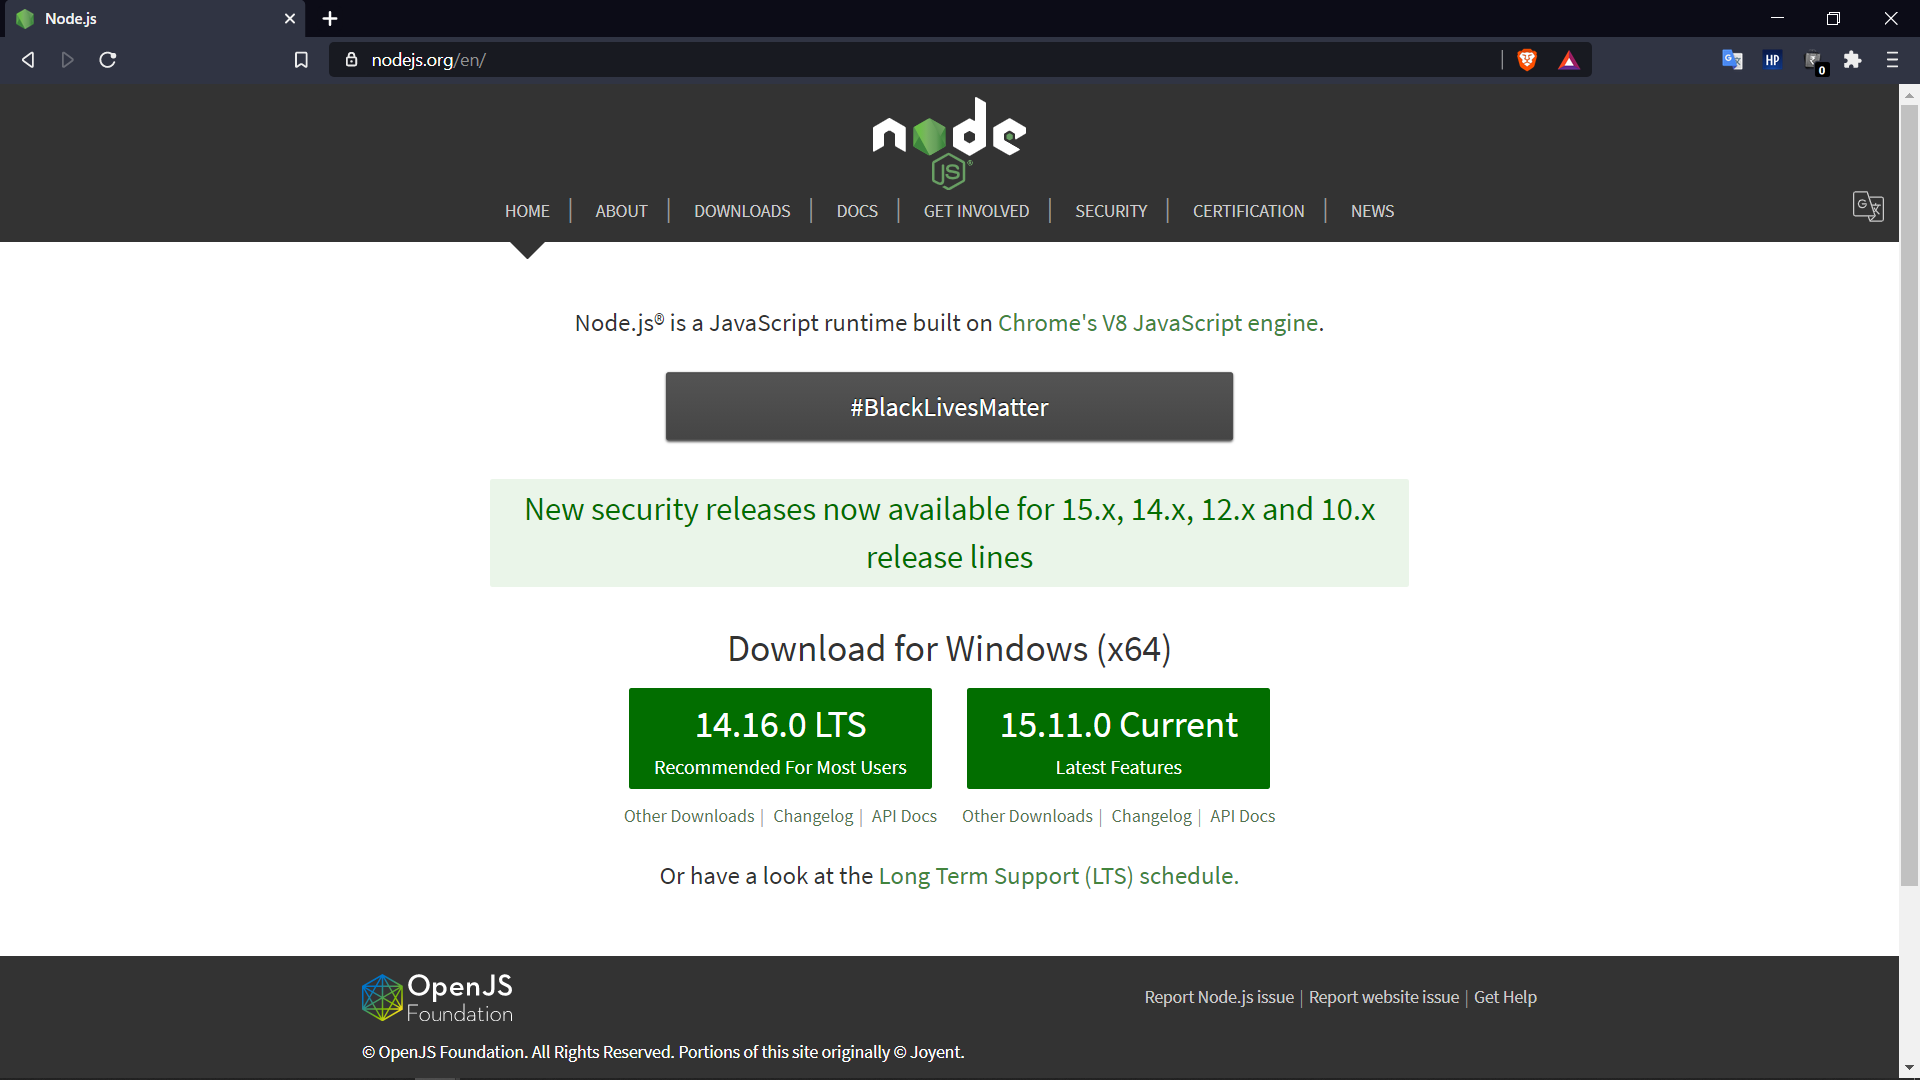 Node.js
nodejs.org/en/
HP
0
node
JS
HOME | ABOUT | DOWNLOADS | DOCS | GET INVOLVED | SECURITY | CERTIFICATION | NEWS
Node.js® is a JavaScript runtime built on Chrome's V8 JavaScript engine.
#BlackLivesMatter
New security releases now available for 15.x, 14.x, 12.x and 10.x
release lines
Download for Windows (x64)
14.16.0 LTS
Recommended For Most Users
Other Downloads | Changelog | API Docs
15.11.0 Current
Latest Features
Other Downloads | Changelog | API Docs
Or have a look at the Long Term Support (LTS) schedule.
OpenJS
Foundation
Report Node.js issue | Report website issue | Get Help
© OpenJS Foundation. All Rights Reserved. Portions of this site originally © Joyent.